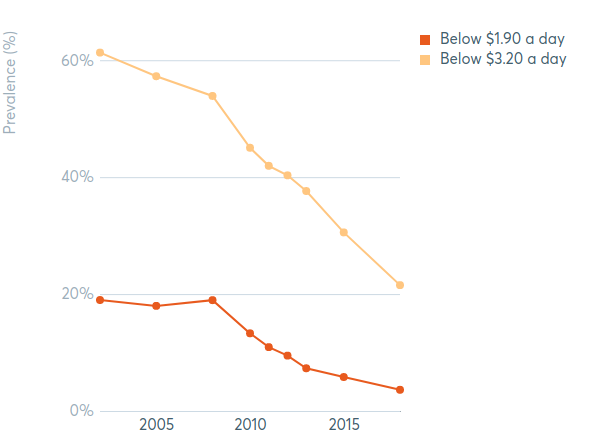 Prevalence (%)
60%
40%
20%
0%
2005 2010 2015
Below $1.90 a day
Below $3.20 a day